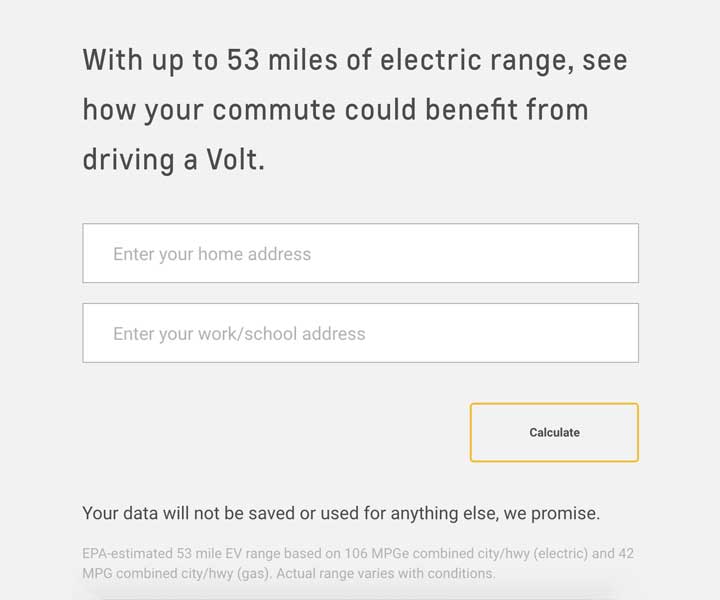 With up to 53 miles of electric range, see
how your commute could benefit from
driving a Volt.
Enter your home address
Enter your work/school address
Calculate
Your data will not be saved or used for anything else, we promise.
EPA-estimated 53 mile EV range based on 106 MPGe combined city/hwy (electric) and 42
MPG combined city/hwy (gas). Actual range varies with conditions.